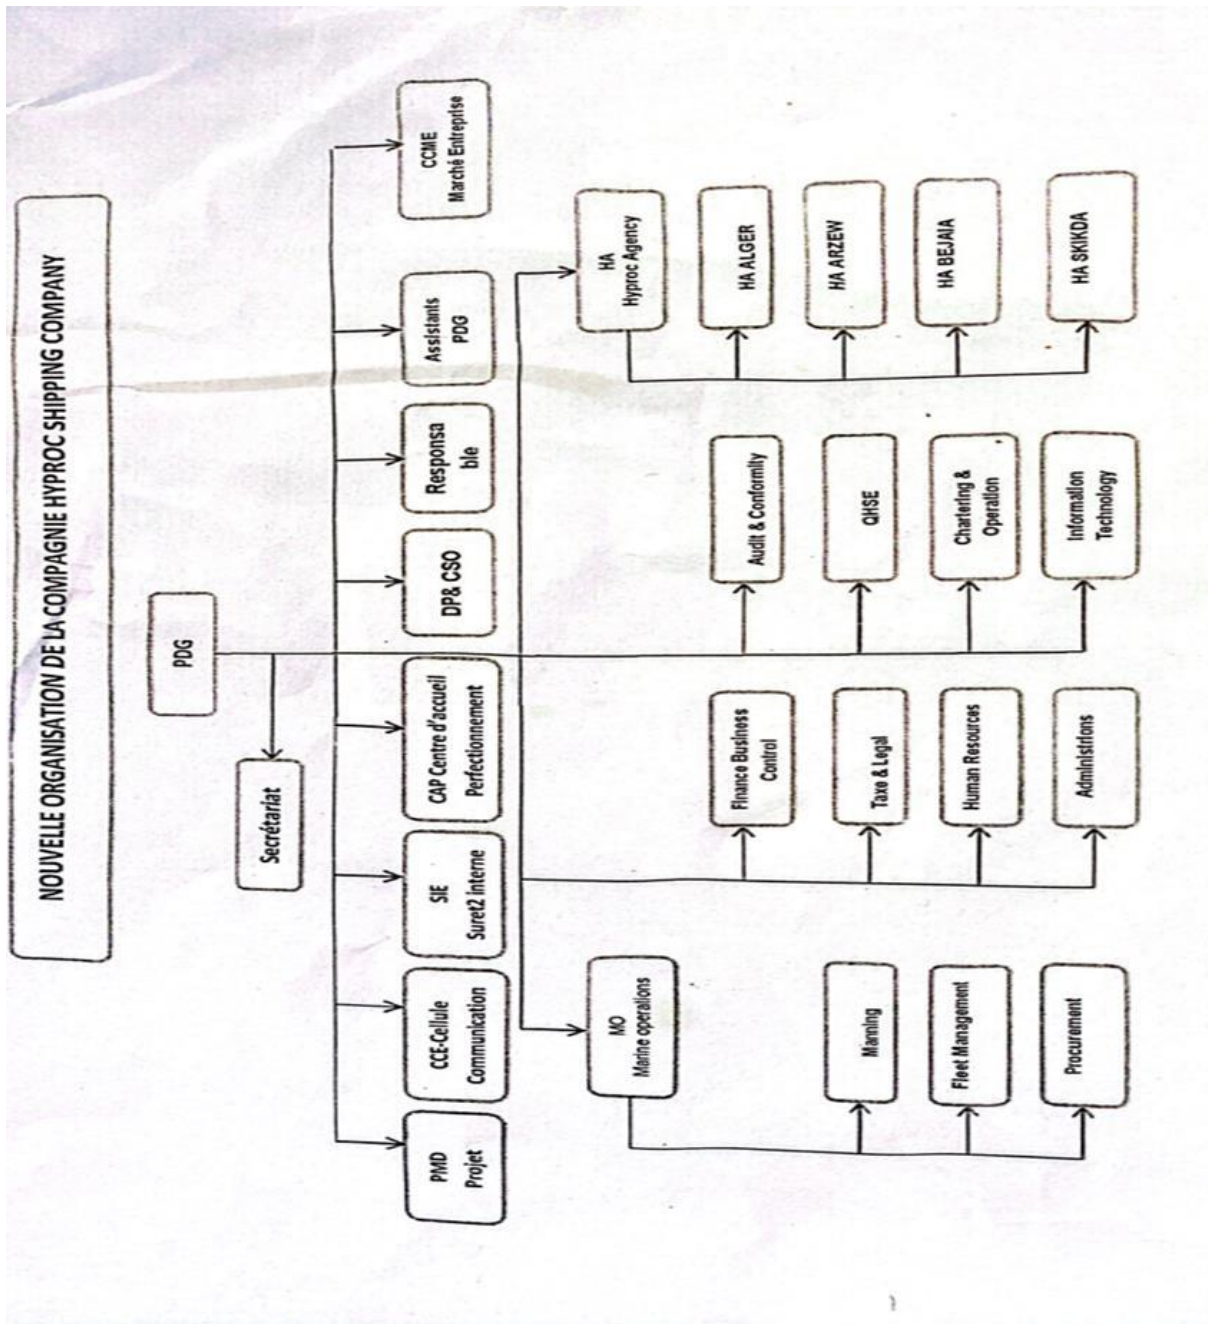 NOUVELLE ORGANISATION DE LA COMPAGNIE HYPROC SHIPPING COMPANY
PDG
Secrétariat
PMD
Projet
CCE-Cellule
Communication
SIE
Suret2 interne
CAP Centre d'accueil
Perfectionnement
DP& CSO
Responsa
ble
Assistants
PDG
CCME
Marché Entreprise
MO
Marine operations
HA
Hyproc Agency
Finance Business
Control
Audit & Conformity
HA ALGER
Manning
Taxe & Legal
QHSE
HA ARZEW
Fleet Management
Human Resources
Chartering &
Operation
HA BEJAIA
Procurement
Administrions
Information
Technology
HA SKIKDA